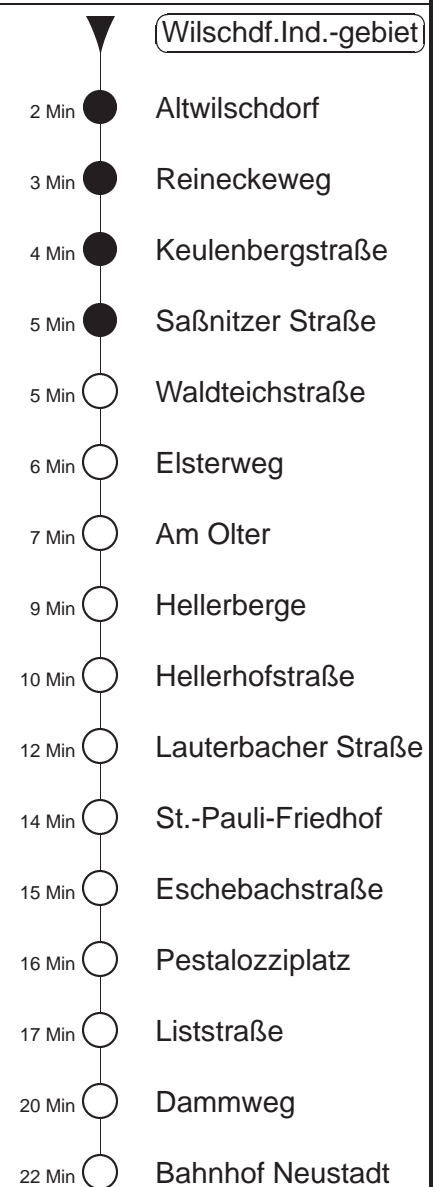 Wilschdf.Ind.-gebiet
2 Min Altwilschdorf
3 Min Reineckeweg
4 Min Keulenbergstraße
5 Min Saßnitzer Straße
5 Min Waldteichstraße
6 Min Elsterweg
7 Min Am Olter
9 Min Hellerberge
10 Min Hellerhofstraße
12 Min Lauterbacher Straße
14 Min St.-Pauli-Friedhof
15 Min Eschebachstraße
16 Min Pestalozziplatz
17 Min Liststraße
20 Min Dammweg
22 Min Bahnhof Neustadt